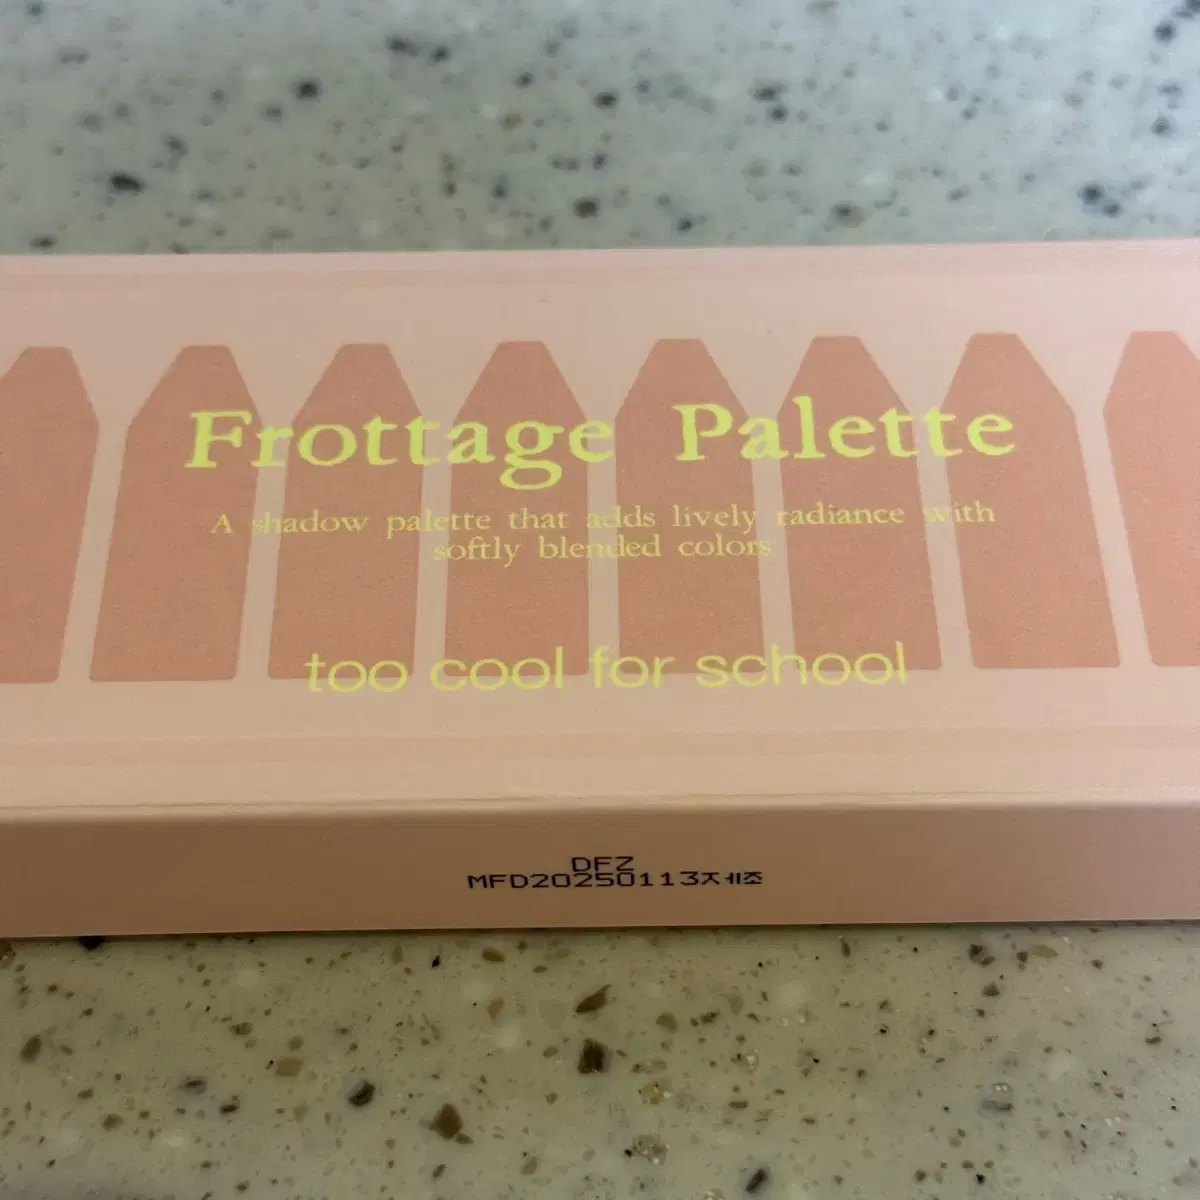 Frottage Palette
A shadow palette that adds lively radiance with
softly blended colors
too cool for school
DFZ
MFD20250113제조